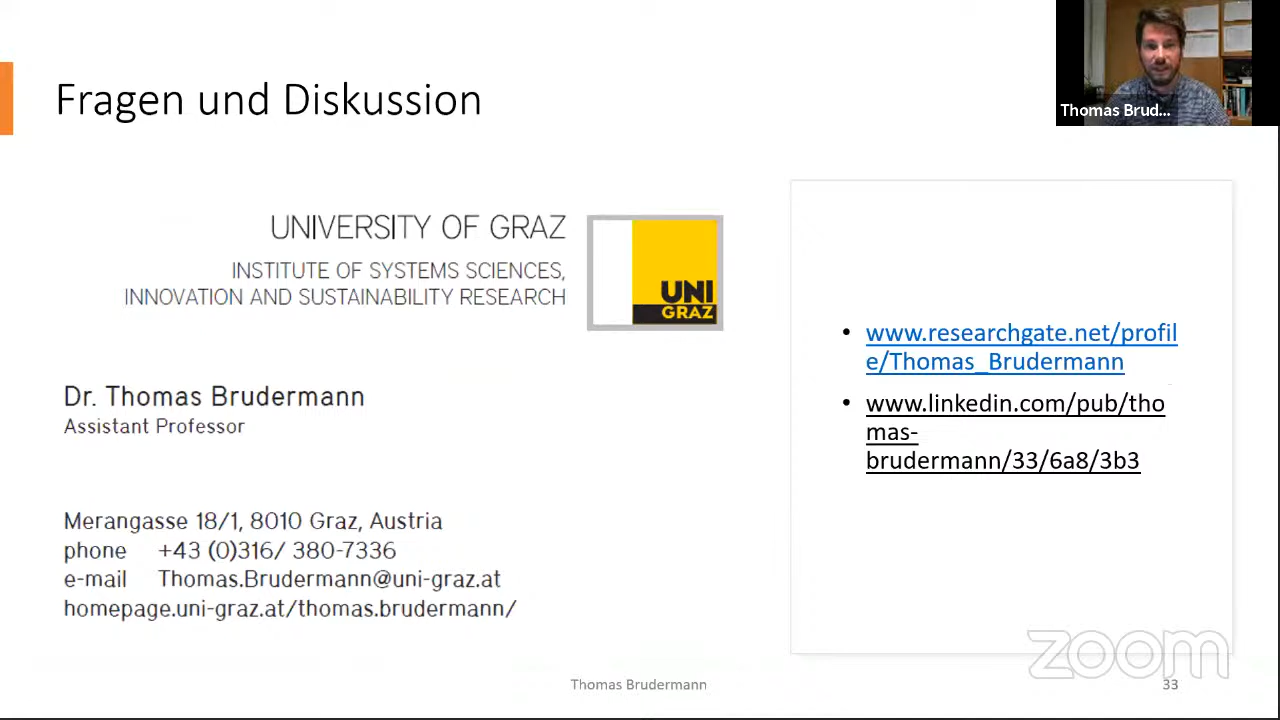 Fragen und Diskussion
Thomas Brud...
UNIVERSITY OF GRAZ
INSTITUTE OF SYSTEMS SCIENCES,
INNOVATION AND SUSTAINABILITY RESEARCH
UNI
GRAZ
Dr. Thomas Brudermann
Assistant Professor
Merangasse 18/1, 8010 Graz, Austria
phone +43 (0)316/ 380-7336
e-mail Thomas.Brudermann@uni-graz.at
homepage.uni-graz.at/thomas.brudermann/
• www.researchgate.net/profil
e/Thomas_Brudermann
• www.linkedin.com/pub/tho
mas-
brudermann/33/6a8/3b3
zoom
Thomas Brudermann
33